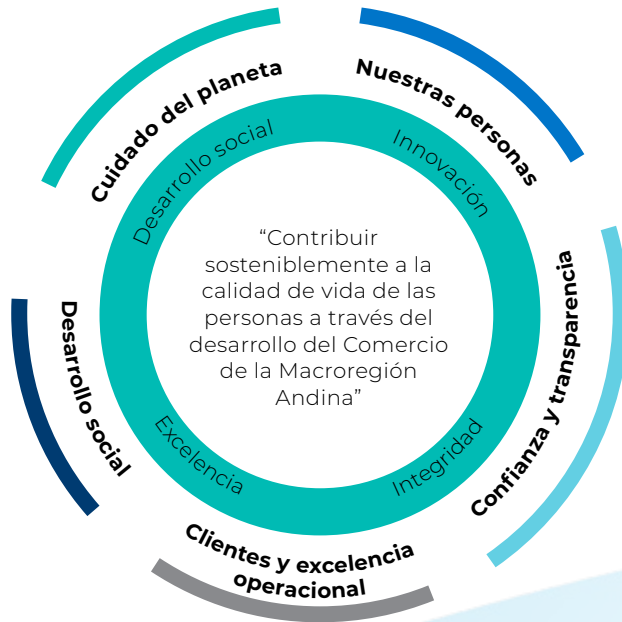 Cuidado del planeta
Nuestras personas
Desarrollo social
Innovación
“Contribuir
sosteniblemente a la
calidad de vida de las
personas a través del
desarrollo del Comercio
de la Macroregión
Andina”
Desarrollo social
Confianza y transparencia
Excelencia
Integridad
Clientes y excelencia
operacional